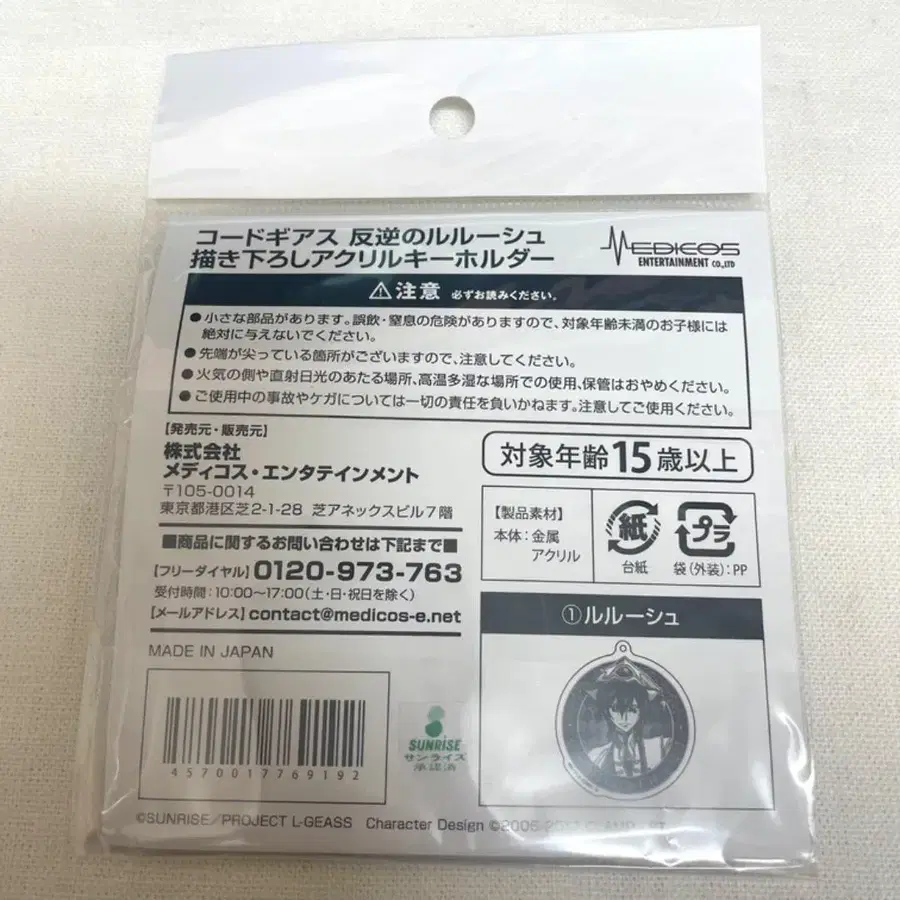 コードギアス 反逆のルルーシュ
描き下ろしアクリルキーホルダー
MEDICOS
ENTERTAINMENT CO.,LTD
⚠注意 必ずお読みください。
●小さな部品があります。誤飲・窒息の危険がありますので、対象年齢未満のお子様には
絶対に与えないでください。
●先端が尖っている箇所がございますので、注意してください。
●火気の側や直射日光のあたる場所、高温多湿な場所での使用、保管はおやめください。
●ご使用中の事故やケガについては一切の責任を負いかねます。注意してご使用ください。
【発売元・販売元】
株式会社
メディコス・エンタテインメント
〒105-0014
東京都港区芝2-1-28 芝アネックスビル7階
■商品に関するお問い合わせは下記まで■
【フリーダイヤル】0120-973-763
受付時間:10:00〜17:00(土・日・祝日を除く)
【メールアドレス】contact@medicos-e.net
MADE IN JAPAN
4570017769192
SUNRISE
サンライズ
承認済
対象年齢15歳以上
【製品素材】
本体:金属
アクリル
紙
台紙
プラ
袋(外装):PP
①ルルーシュ
©SUNRISE/PROJECT L-GEASS Character Design